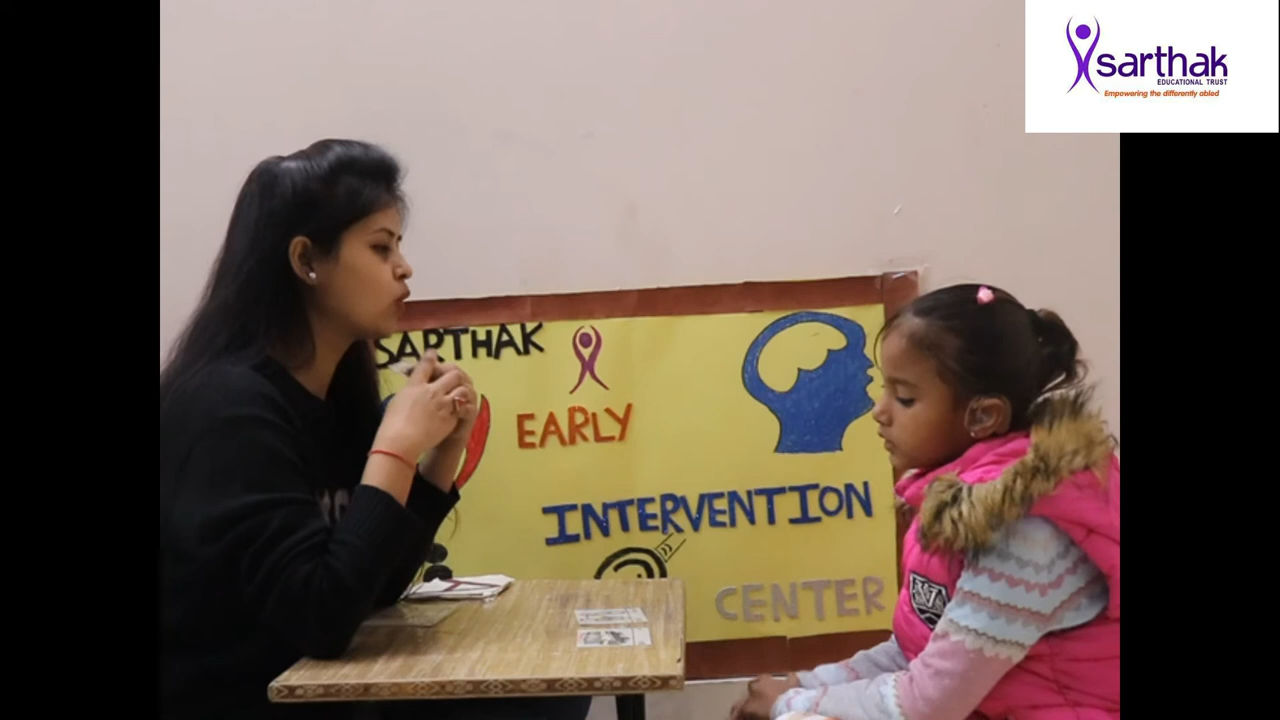 sarthak
EDUCATIONAL TRUST
Empowering the differently abled
SARTHAK
EARLY
INTERVENTION
CENTER